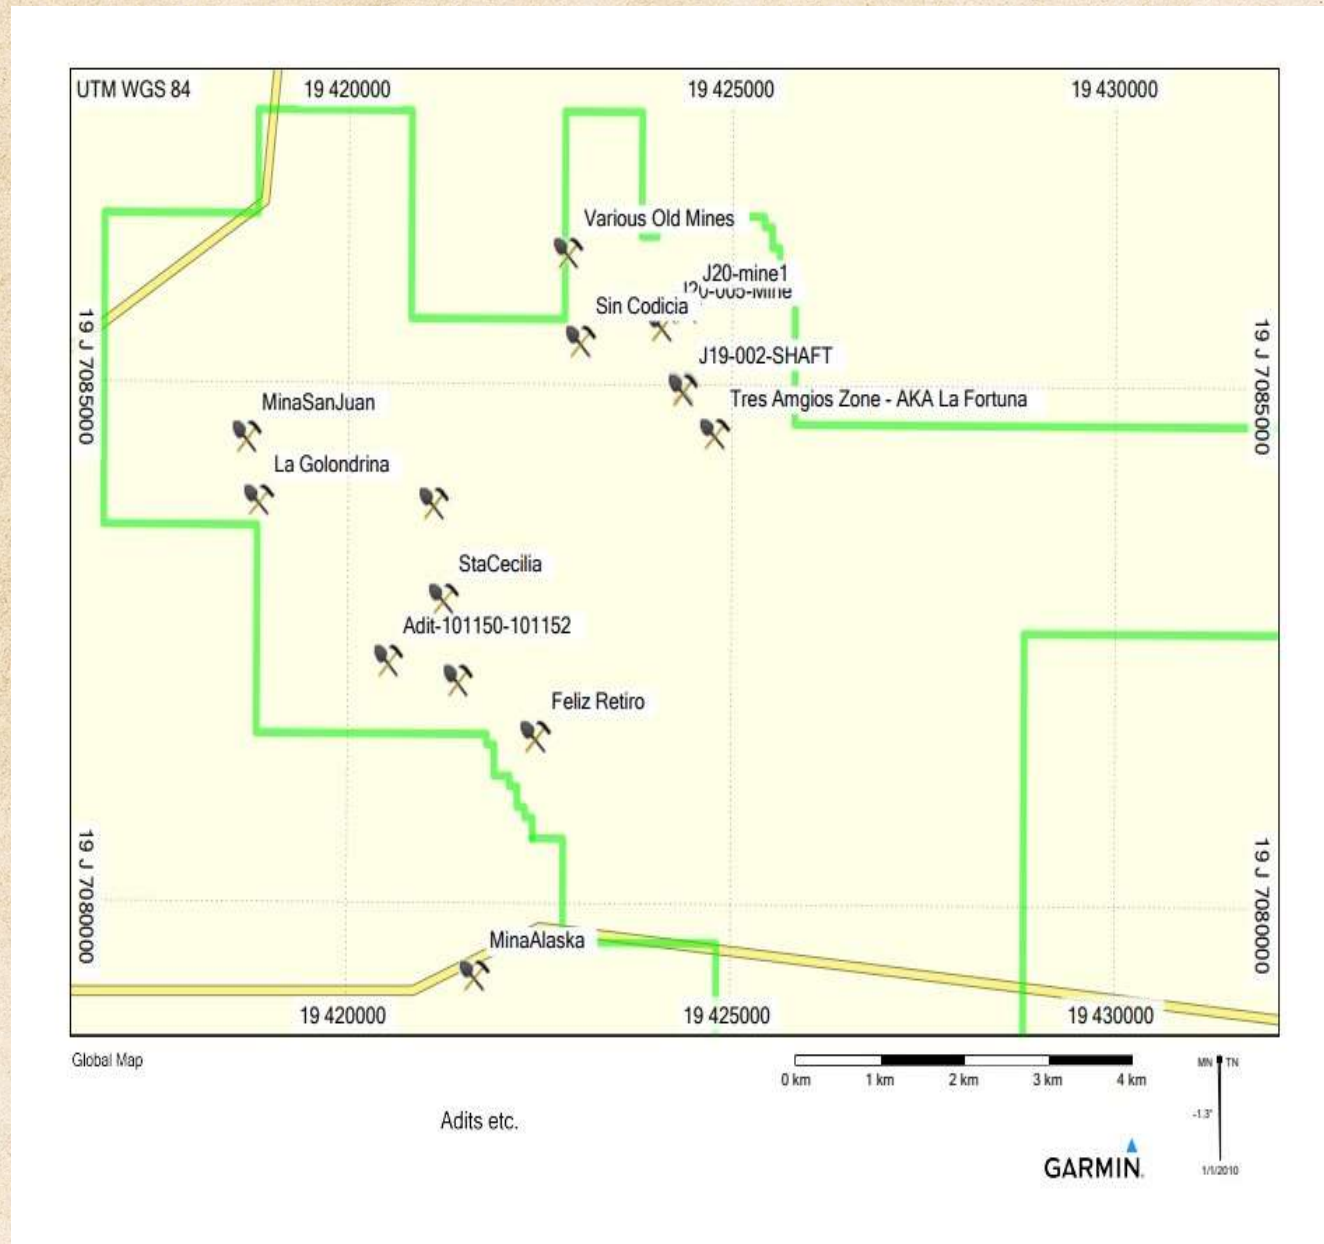 UTM WGS 84
19 420000
19 425000
19 430000
Various Old Mines
J20-mine1
J20-005-Mine
Sin Codicia
19 J 7085000
19 J 7085000
J19-002-SHAFT
MinaSanJuan
Tres Amgios Zone - AKA La Fortuna
La Golondrina
StaCecilia
Adit-101150-101152
Feliz Retiro
19 J 7080000
19 J 7080000
MinaAlaska
19 420000
19 425000
19 430000
Global Map
0 km 1 km 2 km 3 km 4 km
MN TN
-1.3°
Adits etc.
GARMIN.
1/1/2010